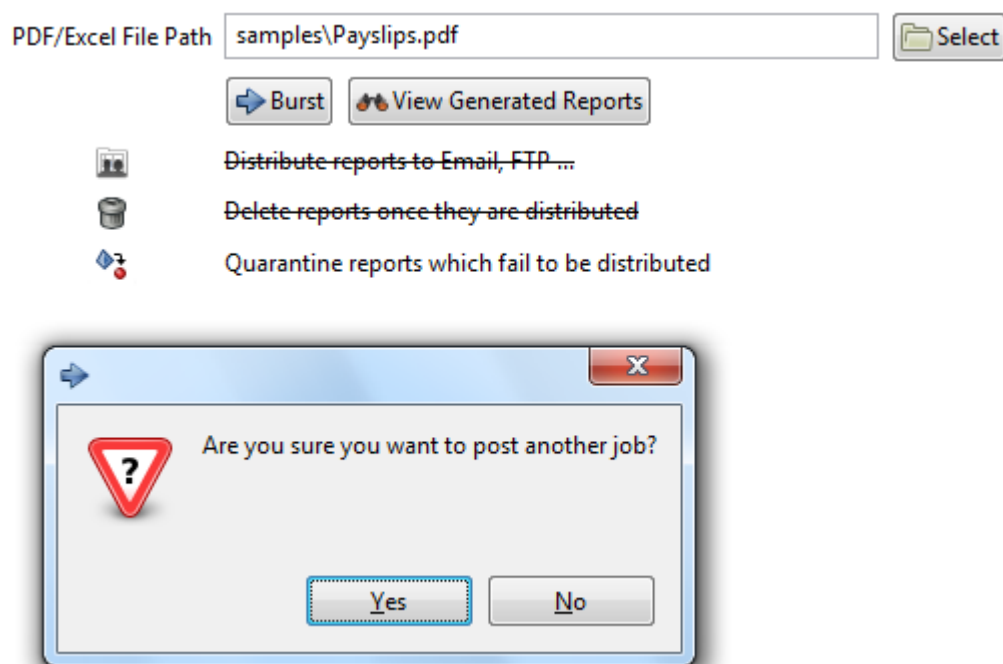 PDF/Excel File Path samples\Payslips.pdf Select
Burst View Generated Reports
Distribute reports to Email, FTP ...
Delete reports once they are distributed
Quarantine reports which fail to be distributed
Are you sure you want to post another job?
Yes No